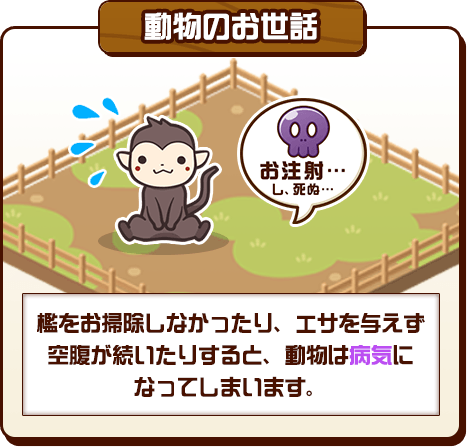 動物のお世話
お注射…
し、死ぬ…
檻をお掃除しなかったり、エサを与えず
空腹が続いたりすると、動物は病気に
なってしまいます。